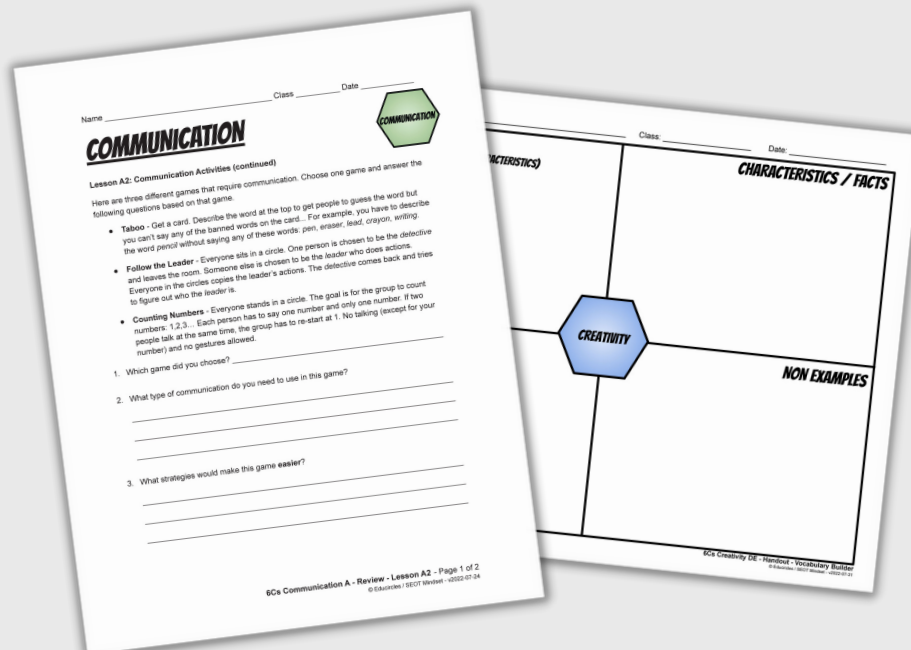 Name Class Date
COMMUNICATION
COMMUNICATION
Lesson A2: Communication Activities (continued)
Here are three different games that require communication. Choose one game and answer the
following questions based on that game.
● Taboo - Get a card. Describe the word at the top to get people to guess the word but
you can't say any of the banned words on the card... For example, you have to describe
the word pencil without saying any of these words: pen, eraser, lead, crayon, writing.
● Follow the Leader - Everyone sits in a circle. One person is chosen to be the detective
and leaves the room. Someone else is chosen to be the leader who does actions.
Everyone in the circles copies the leader's actions. The detective comes back and tries
to figure out who the leader is.
● Counting Numbers - Everyone stands in a circle. The goal is for the group to count
numbers: 1,2,3... Each person has to say one number and only one number. If two
people talk at the same time, the group has to re-start at 1. No talking (except for your
number) and no gestures allowed.
1. Which game did you choose?
2. What type of communication do you need to use in this game?
3. What strategies would make this game easier?
6Cs Communication A - Review - Lesson A2 - Page 1 of 2
© Educircles / SEOT Mindset - v2022-07-24
Class: Date:
CHARACTERISTICS / FACTS
CREATIVITY
NON EXAMPLES
6Cs Creativity DE - Handout - Vocabulary Builder
© Educircles / SEOT Mindset - v2022-07-21